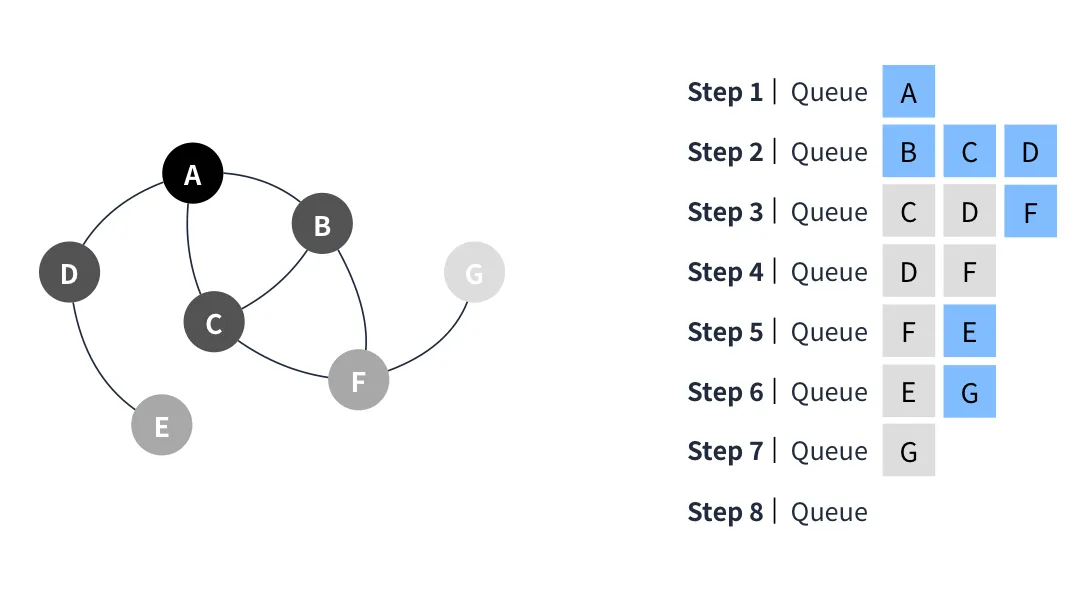 A
B
D
G
C
F
E
Step 1 | Queue A
Step 2 | Queue B C D
Step 3 | Queue C D F
Step 4 | Queue D F
Step 5 | Queue F E
Step 6 | Queue E G
Step 7 | Queue G
Step 8 | Queue